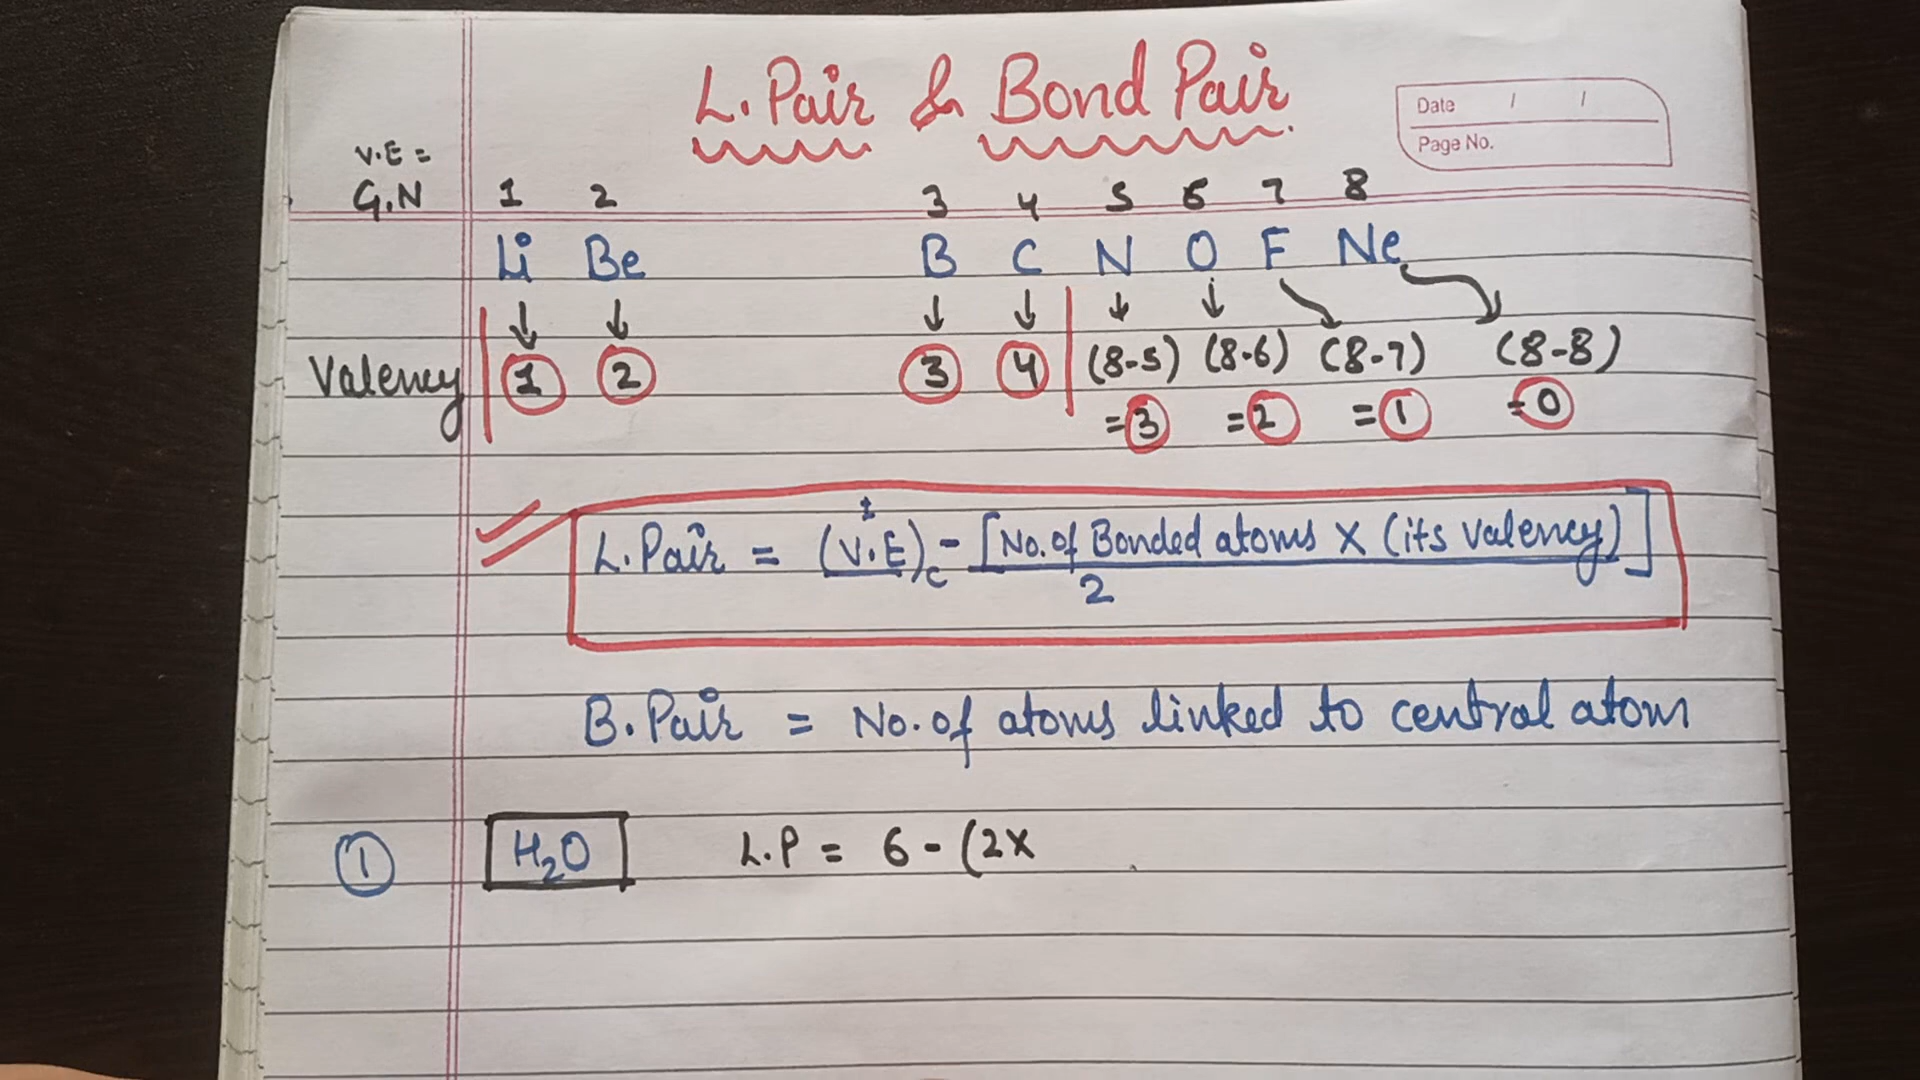 L.Pair & Bond Pair
Date / /
Page No.
V.E =
G.N 1 2 3 4 5 6 7 8
Li Be B C N O F Ne
Valency 1 2 3 4 (8-5) (8-6) (8-7) (8-8)
=3 =2 =1 =0
L.Pair = (V.E)c± - [No. of Bonded atoms X (its valency)]
2
B.Pair = No. of atoms linked to central atom
1 H2O L.P = 6 - (2x